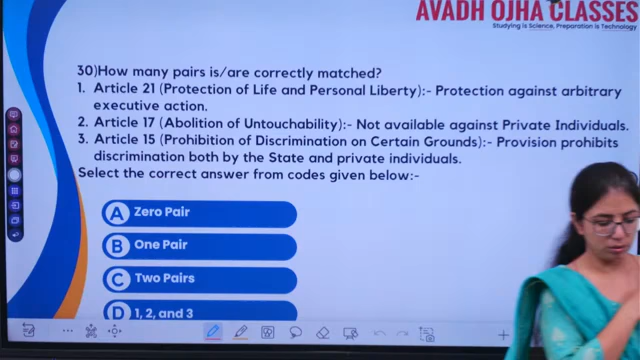 AVADH OJHA CLASSES
Studying is Science, Preparation is Technology
30)How many pairs is/are correctly matched?
1. Article 21 (Protection of Life and Personal Liberty):- Protection against arbitrary
executive action.
2. Article 17 (Abolition of Untouchability):- Not available against Private Individuals.
3. Article 15 (Prohibition of Discrimination on Certain Grounds):- Provision prohibits
discrimination both by the State and private individuals.
Select the correct answer from codes given below:-
A Zero Pair
B One Pair
C Two Pairs
D 1, 2, and 3